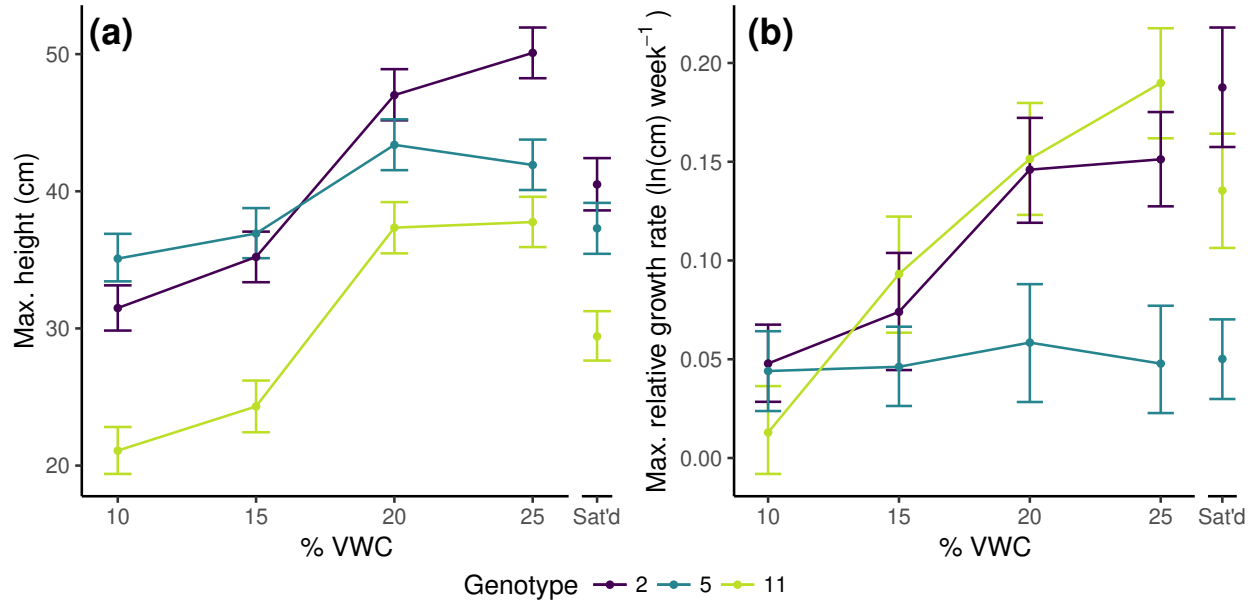 (a)
Max. height (cm)
50
40
30
20
10 15 20 25 Sat'd
% VWC
(b)
Max. relative growth rate (ln(cm) week⁻¹)
0.20
0.15
0.10
0.05
0.00
10 15 20 25 Sat'd
% VWC
Genotype 2 5 11